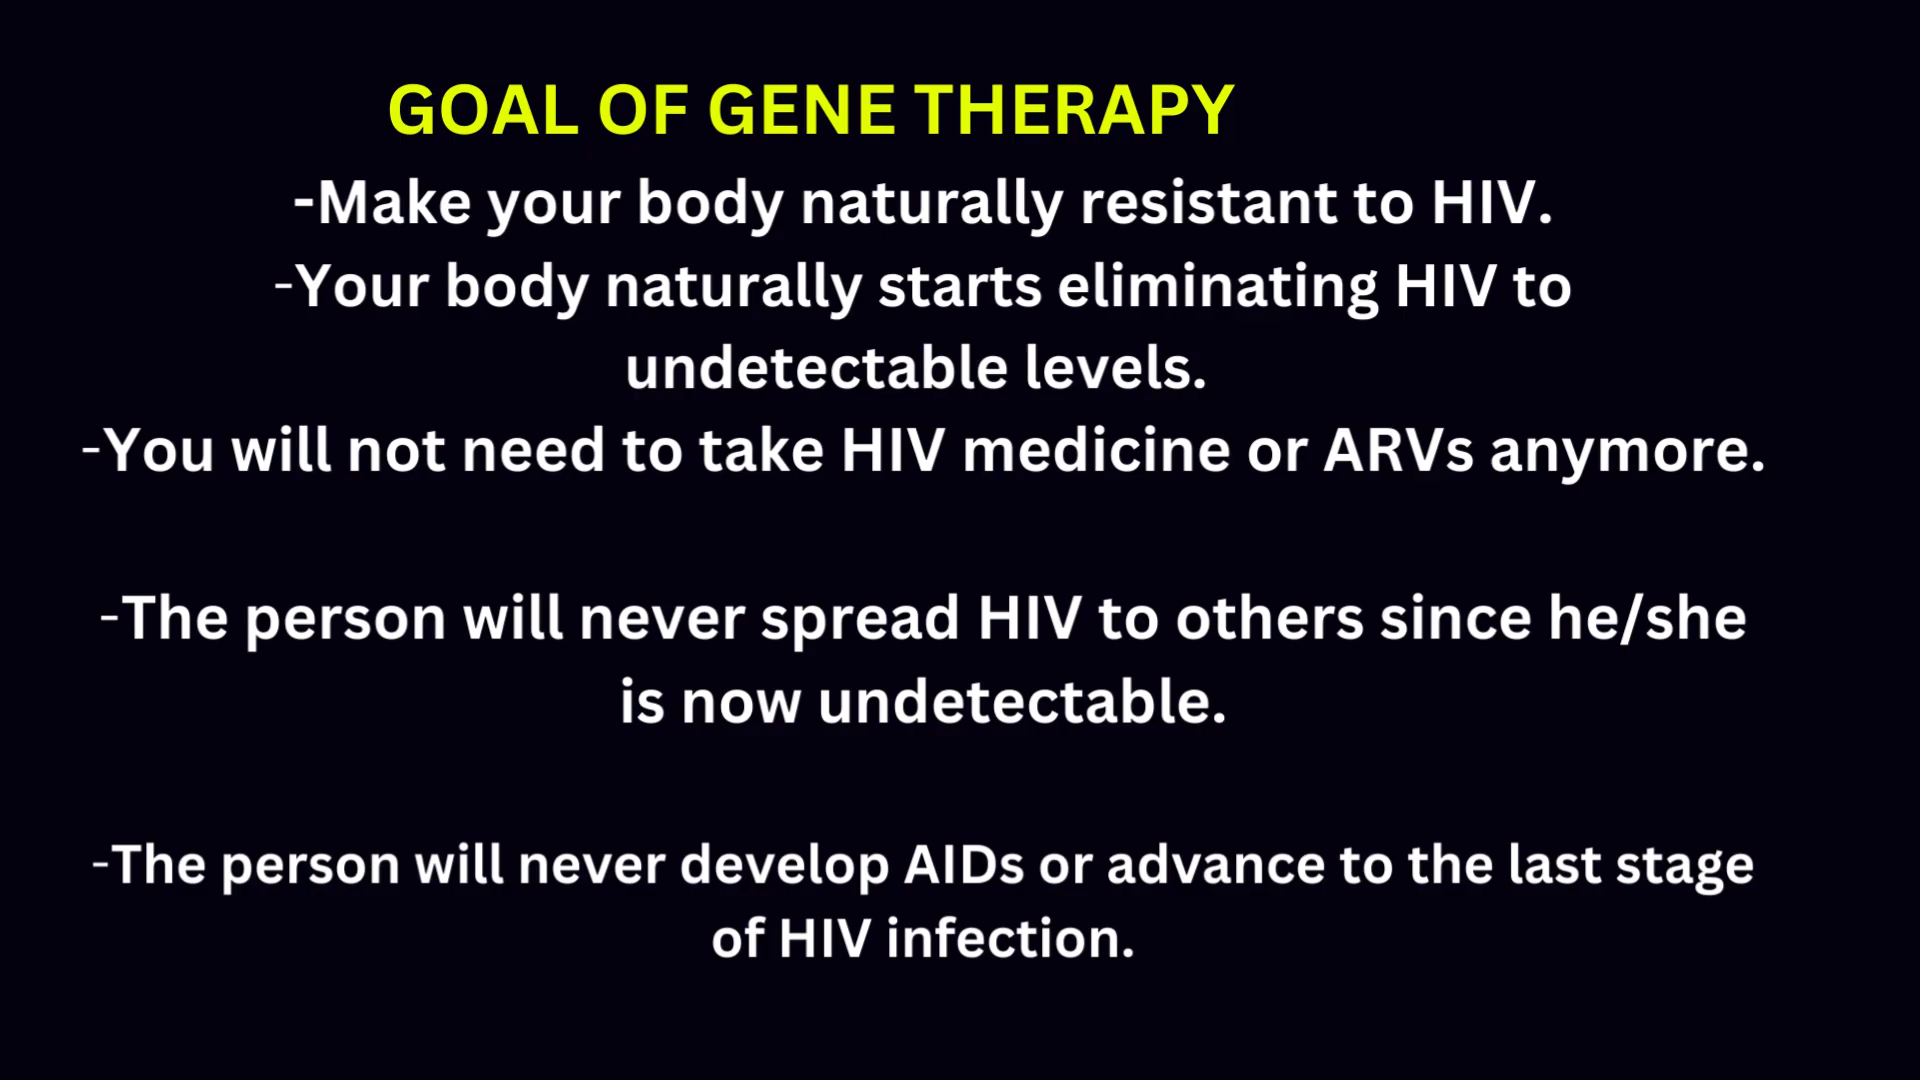 GOAL OF GENE THERAPY
-Make your body naturally resistant to HIV.
-Your body naturally starts eliminating HIV to
undetectable levels.
-You will not need to take HIV medicine or ARVs anymore.
-The person will never spread HIV to others since he/she
is now undetectable.
-The person will never develop AIDs or advance to the last stage
of HIV infection.